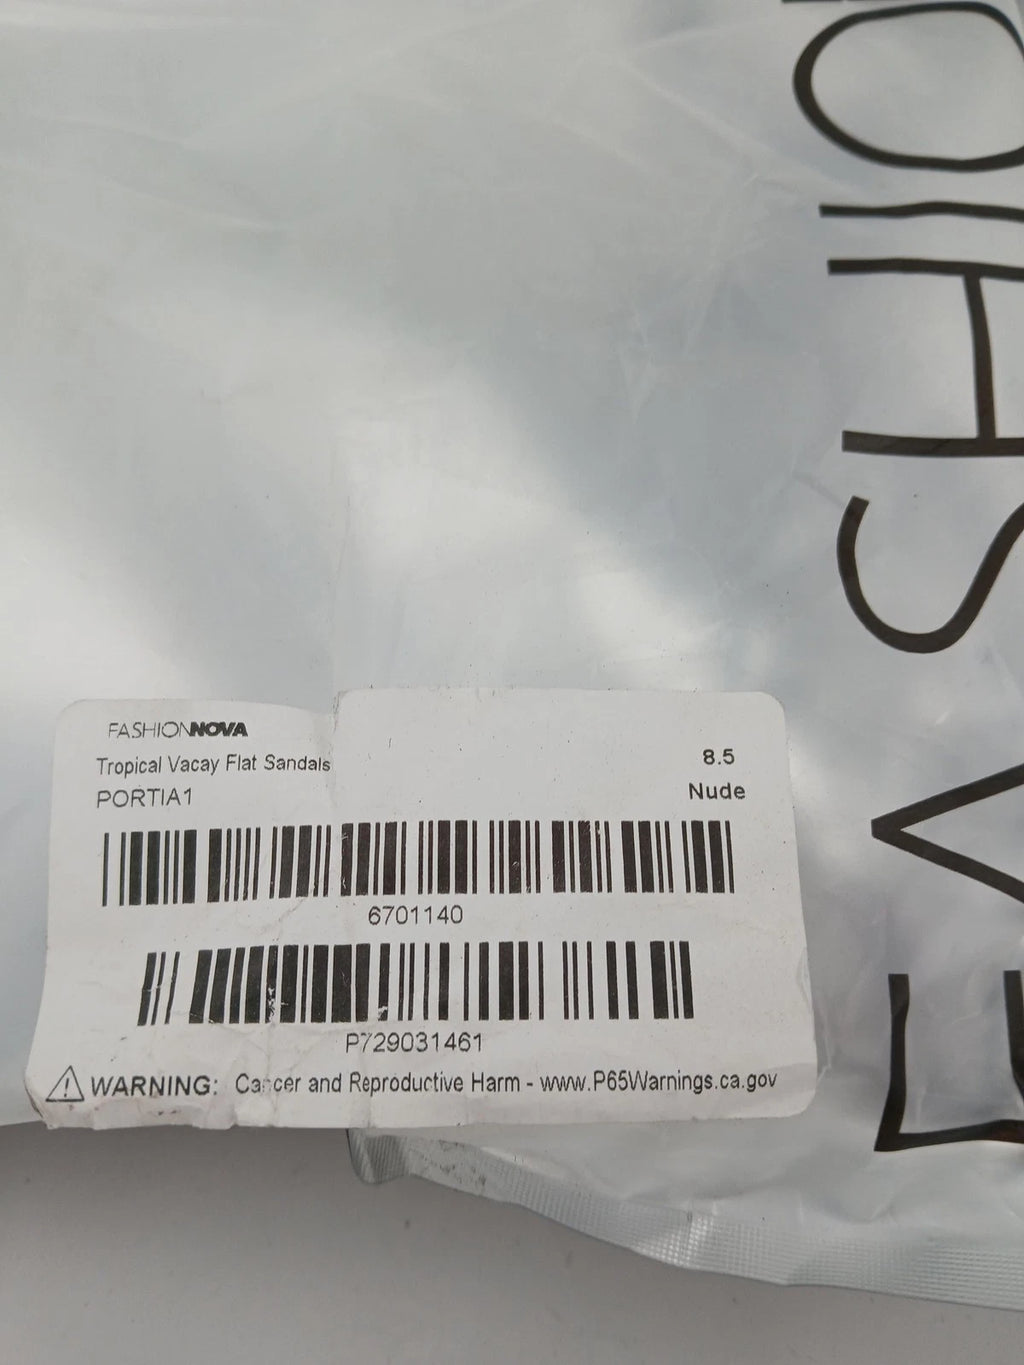 FASHIONNOVA
Tropical Vacay Flat Sandals
8.5
PORTIA1
Nude
6701140
P729031461
WARNING: Cancer and Reproductive Harm - www.P65Warnings.ca.gov
FASHIO